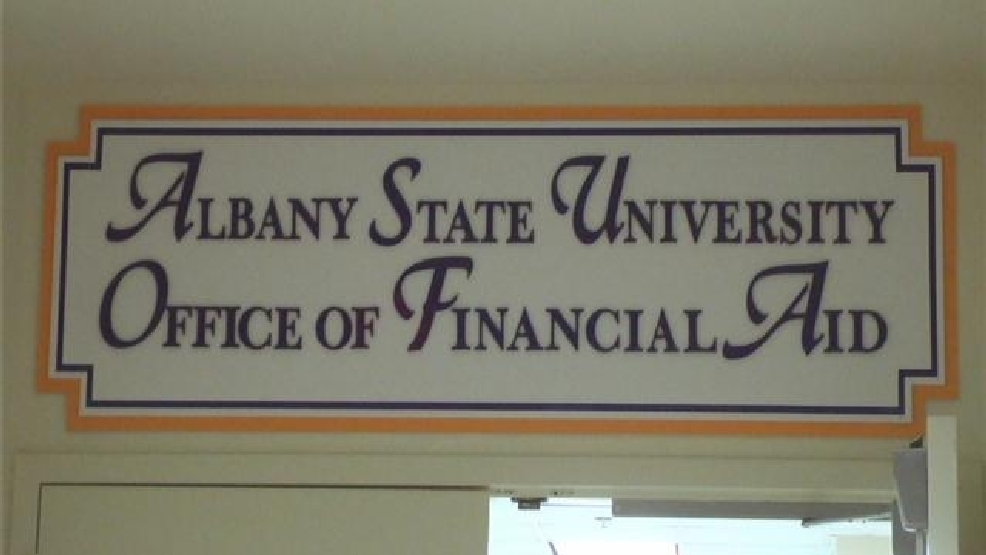 ALBANY STATE UNIVERSITY
OFFICE OF FINANCIAL AID